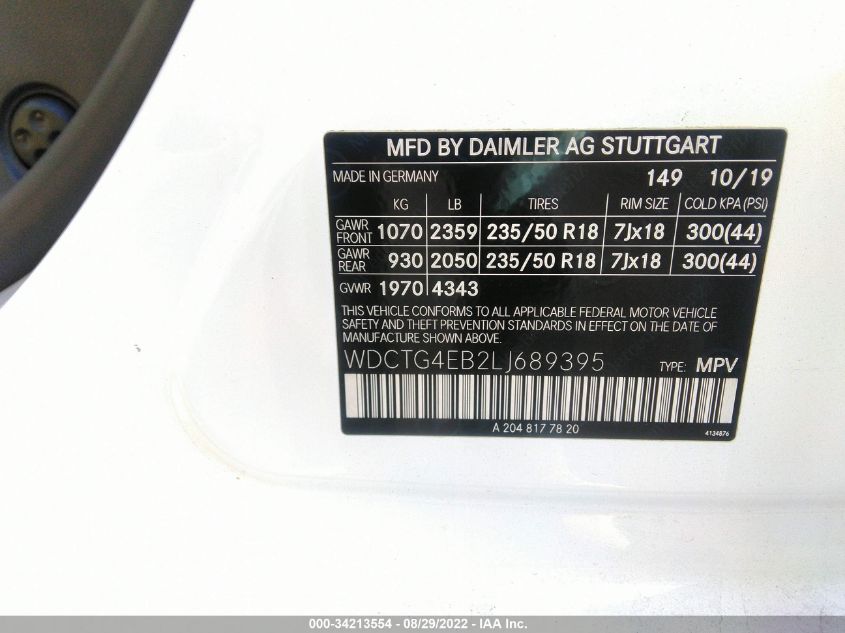 MFD BY DAIMLER AG STUTTGART
MADE IN GERMANY 149 10/19
KG LB TIRES RIM SIZE COLD KPA (PSI)
GAWR FRONT 1070 2359 235/50 R18 7Jx18 300(44)
GAWR REAR 930 2050 235/50 R18 7Jx18 300(44)
GVWR 1970 4343
THIS VEHICLE CONFORMS TO ALL APPLICABLE FEDERAL MOTOR VEHICLE
SAFETY AND THEFT PREVENTION STANDARDS IN EFFECT ON THE DATE OF
MANUFACTURE SHOWN ABOVE.
WDCTG4EB2LJ689395 TYPE: MPV
A 204 817 78 20 4134876
000-34213554 - 08/29/2022 - IAA Inc.